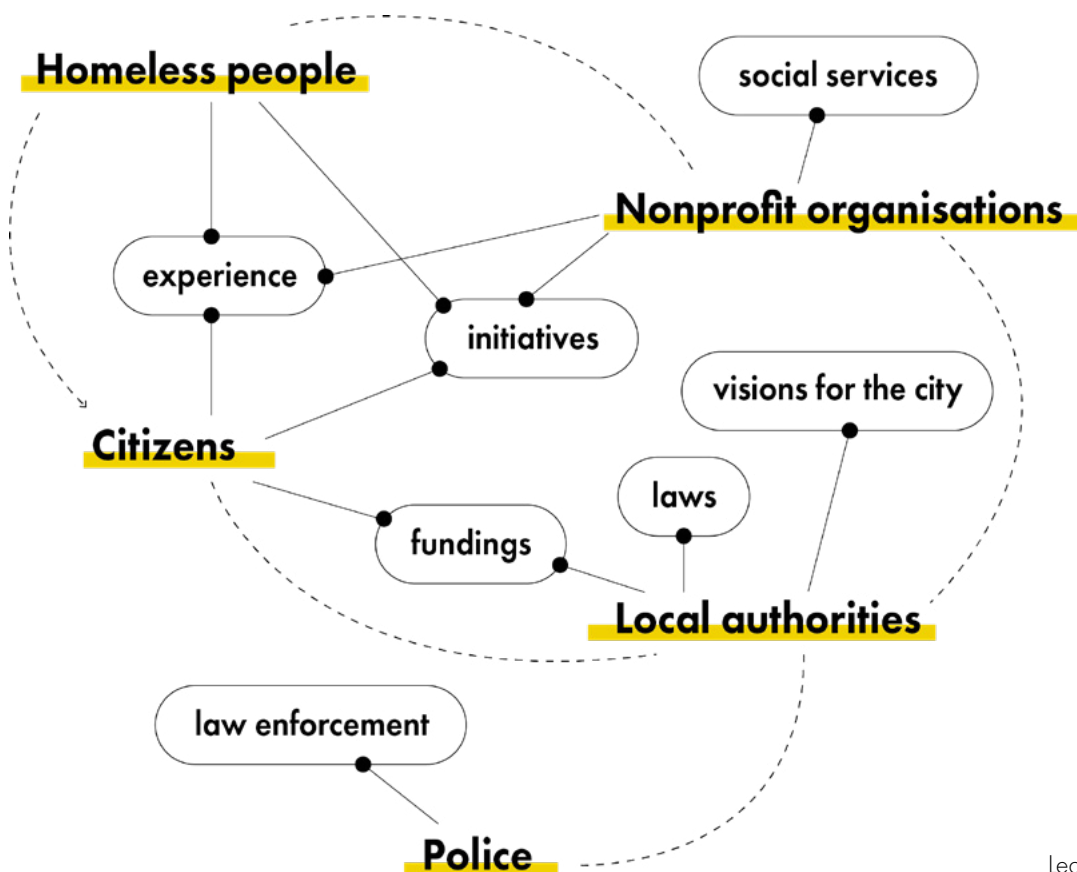 Homeless people
social services
Nonprofit organisations
experience
initiatives
visions for the city
Citizens
laws
fundings
Local authorities
law enforcement
Police